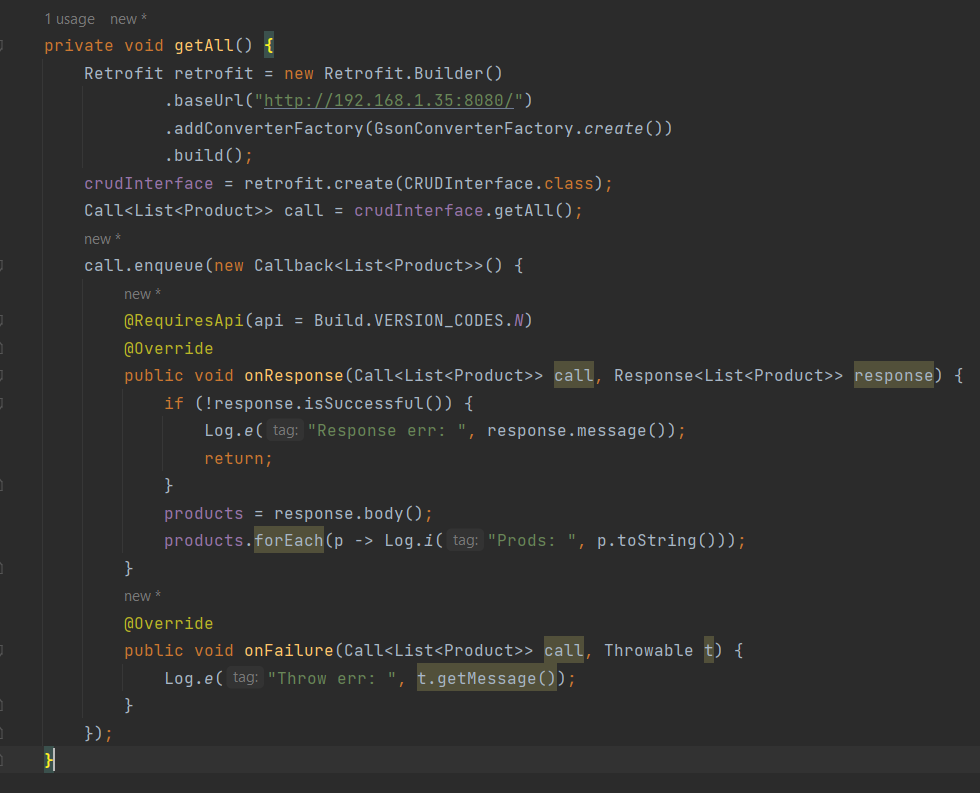 1 usage new *
private void getAll() {
Retrofit retrofit = new Retrofit.Builder()
.baseUrl("http://192.168.1.35:8080/")
.addConverterFactory(GsonConverterFactory.create())
.build();
crudInterface = retrofit.create(CRUDInterface.class);
Call<List<Product>> call = crudInterface.getAll();
new *
call.enqueue(new Callback<List<Product>>() {
new *
@RequiresApi(api = Build.VERSION_CODES.N)
@Override
public void onResponse(Call<List<Product>> call, Response<List<Product>> response) {
if (!response.isSuccessful()) {
Log.e( tag: "Response err: ", response.message());
return;
}
products = response.body();
products.forEach(p -> Log.i( tag: "Prods: ", p.toString()));
}
new *
@Override
public void onFailure(Call<List<Product>> call, Throwable t) {
Log.e( tag: "Throw err: ", t.getMessage());
}
});
}